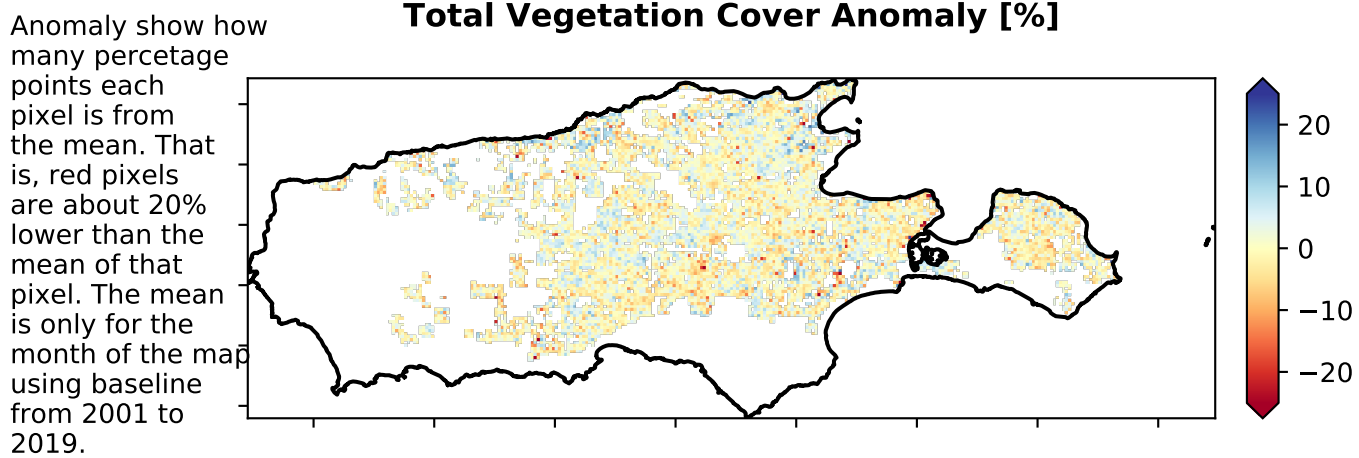 Total Vegetation Cover Anomaly [%]
Anomaly show how
many percetage
points each
pixel is from
the mean. That
is, red pixels
are about 20%
lower than the
mean of that
pixel. The mean
is only for the
month of the map
using baseline
from 2001 to
2019.
20
10
0
−10
−20